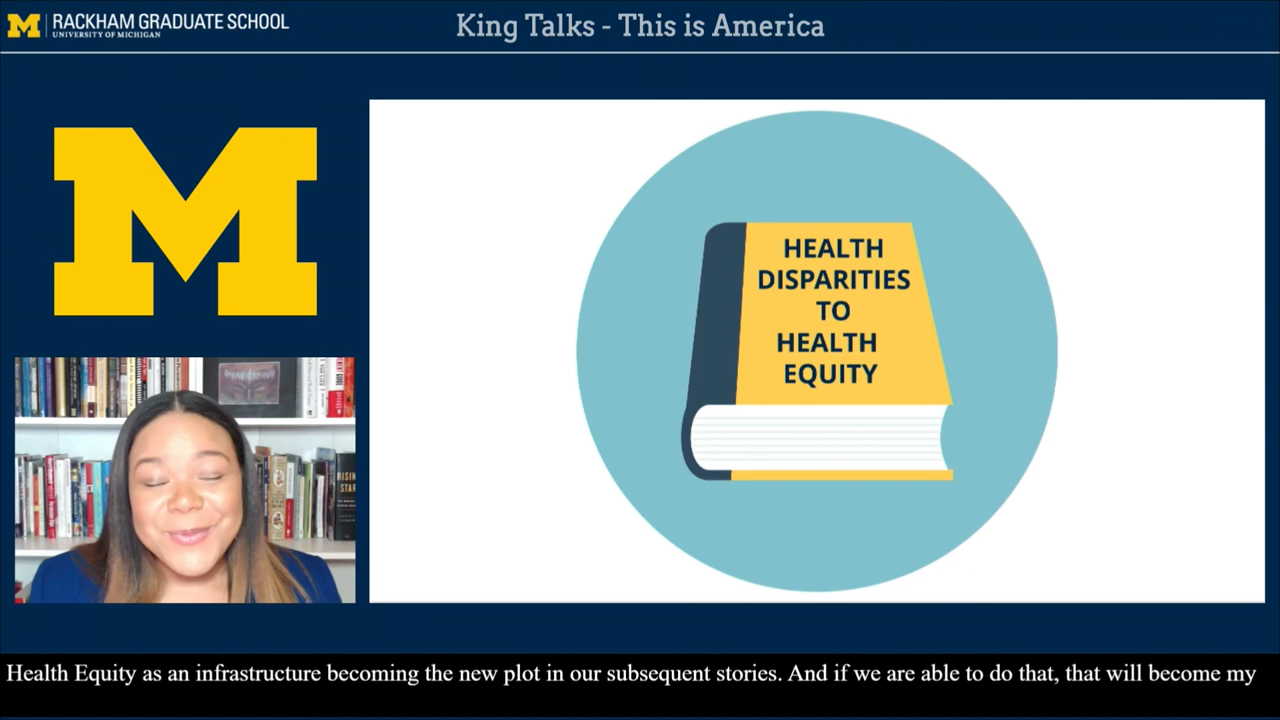 RACKHAM GRADUATE SCHOOL
UNIVERSITY OF MICHIGAN
King Talks - This is America
M
HEALTH
DISPARITIES
TO
HEALTH
EQUITY
RISIN
STAR
Health Equity as an infrastructure becoming the new plot in our subsequent stories. And if we are able to do that, that will become my